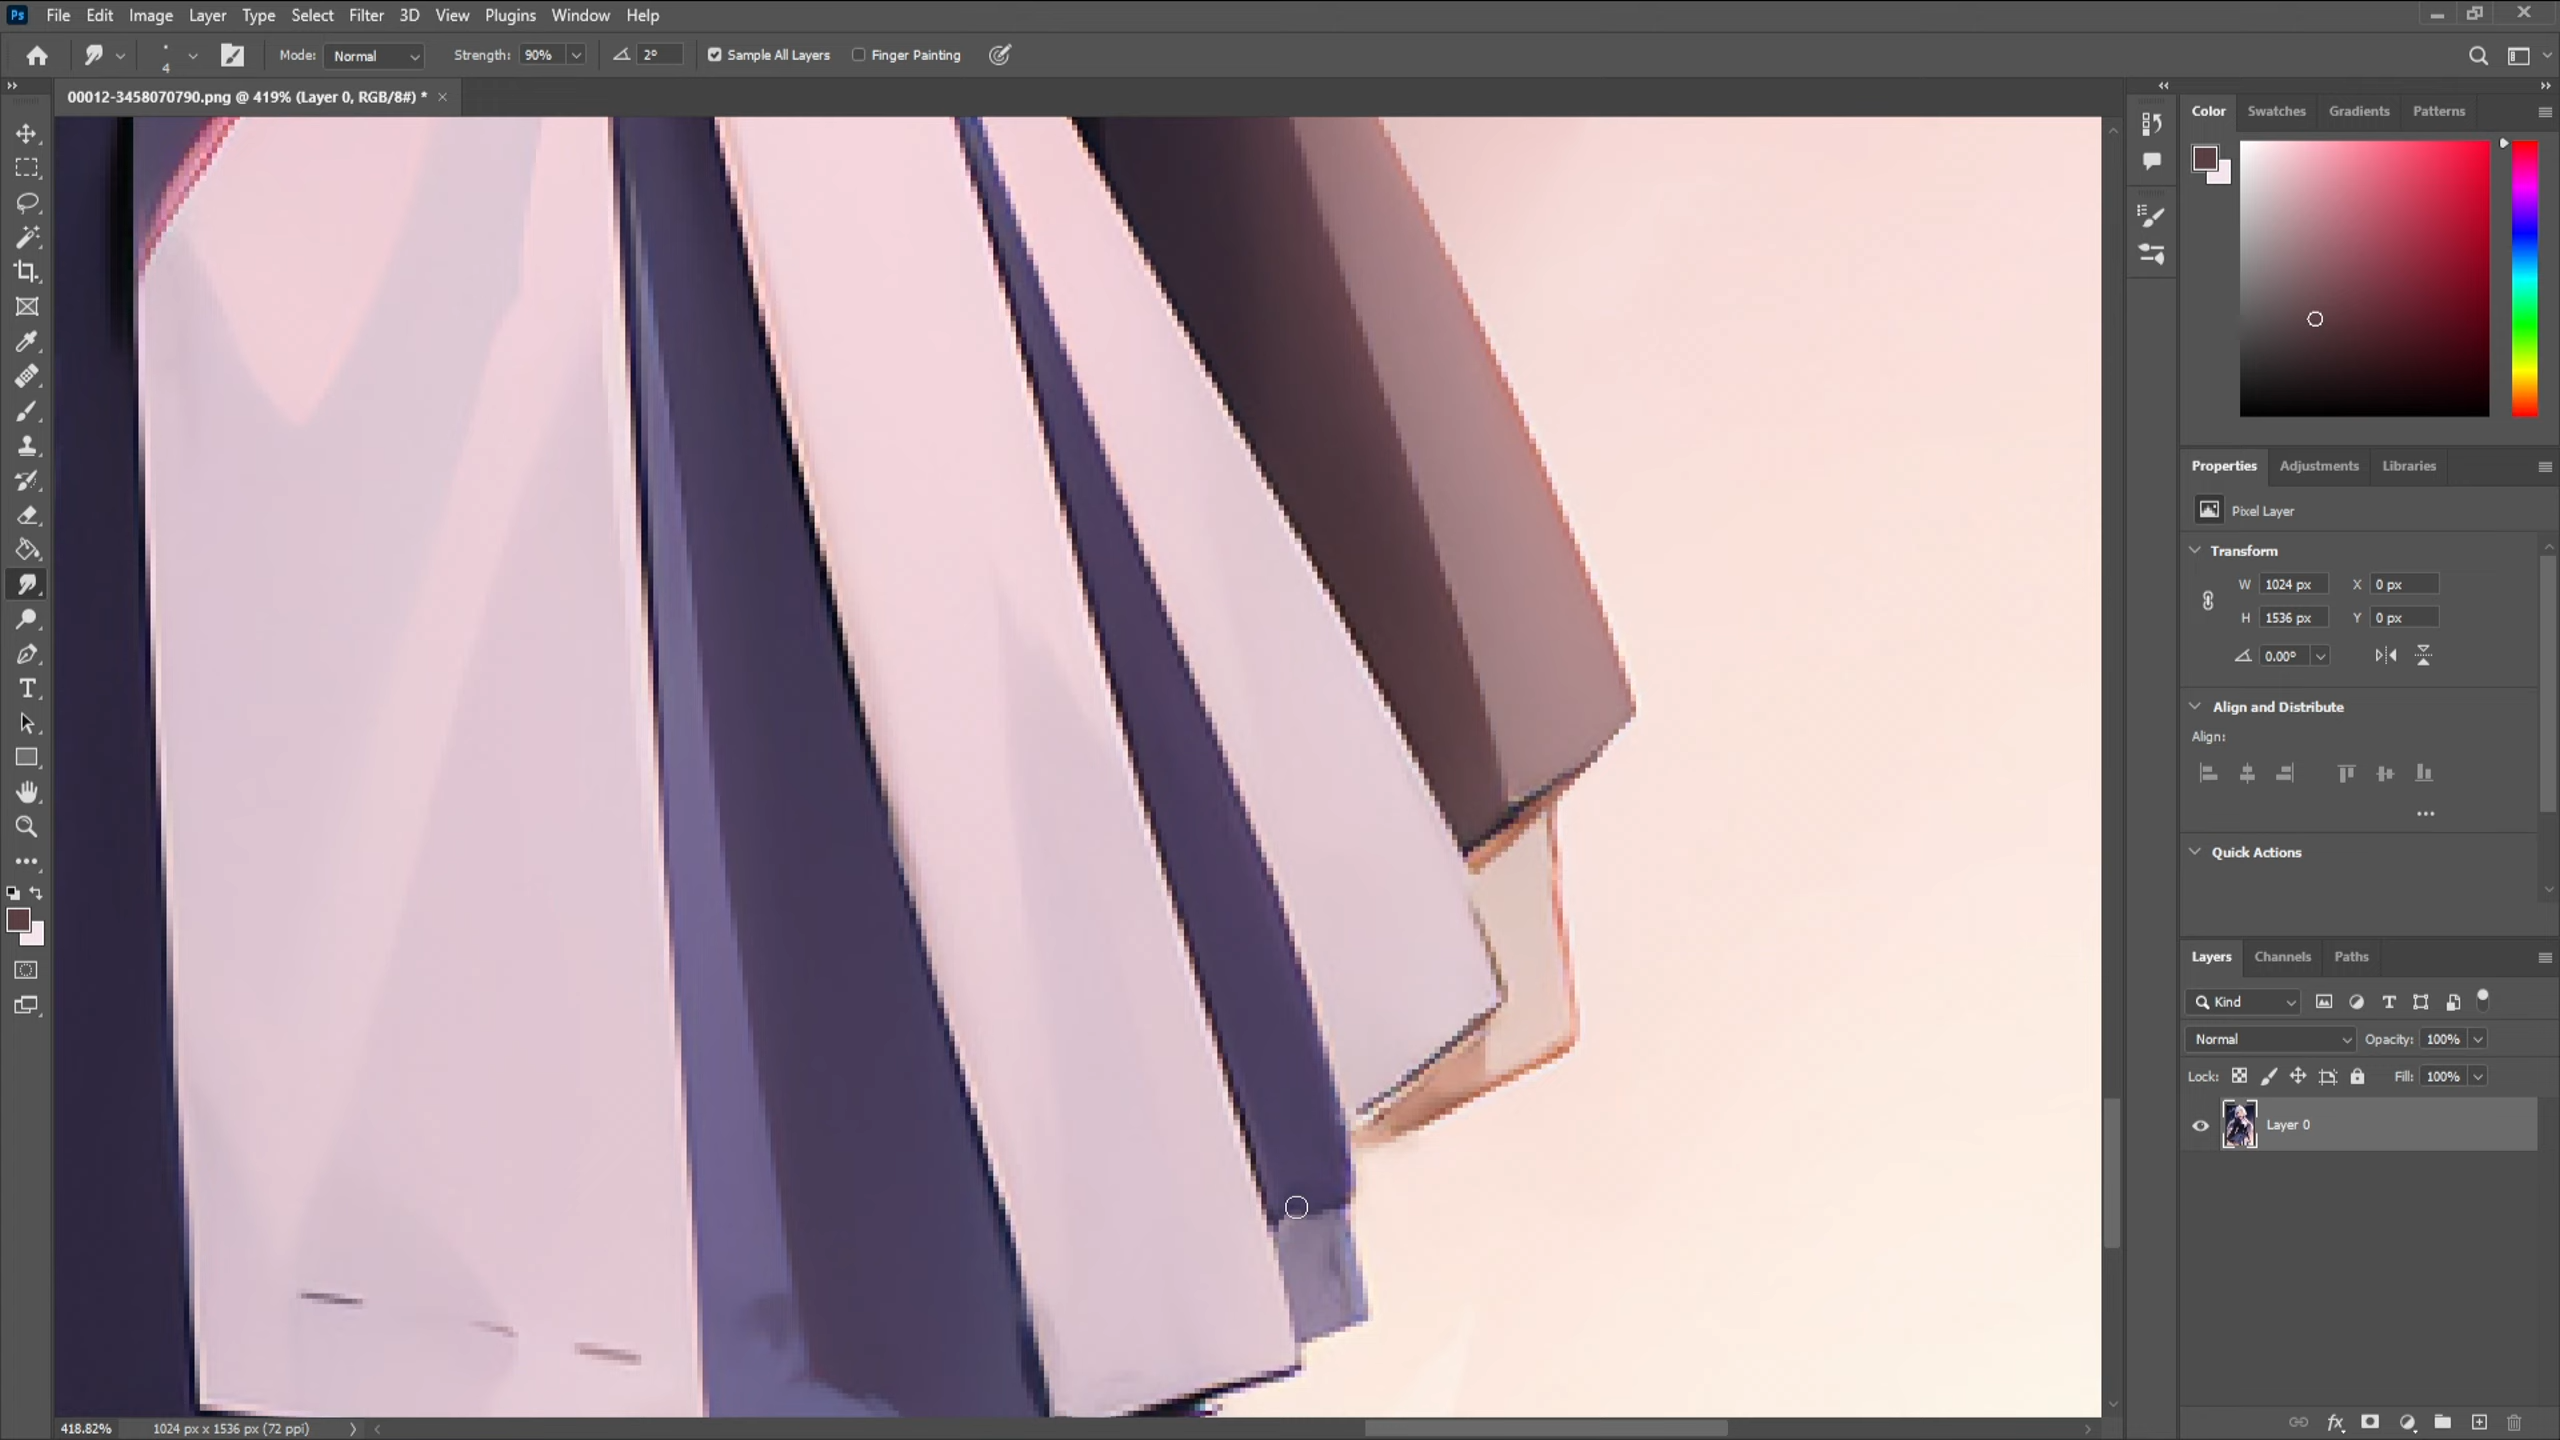 Ps File Edit Image Layer Type Select Filter 3D View Plugins Window Help
4 Mode: Normal Strength: 90% 2° Sample All Layers Finger Painting
00012-3458070790.png @ 419% (Layer 0, RGB/8#) * ×
Color Swatches Gradients Patterns
Properties Adjustments Libraries
Pixel Layer
Transform
W 1024 px X 0 px
H 1536 px Y 0 px
0.00°
Align and Distribute
Align:
Quick Actions
Layers Channels Paths
Kind
Normal Opacity: 100%
Lock: Fill: 100%
Layer 0
418.82% 1024 px x 1536 px (72 ppi)